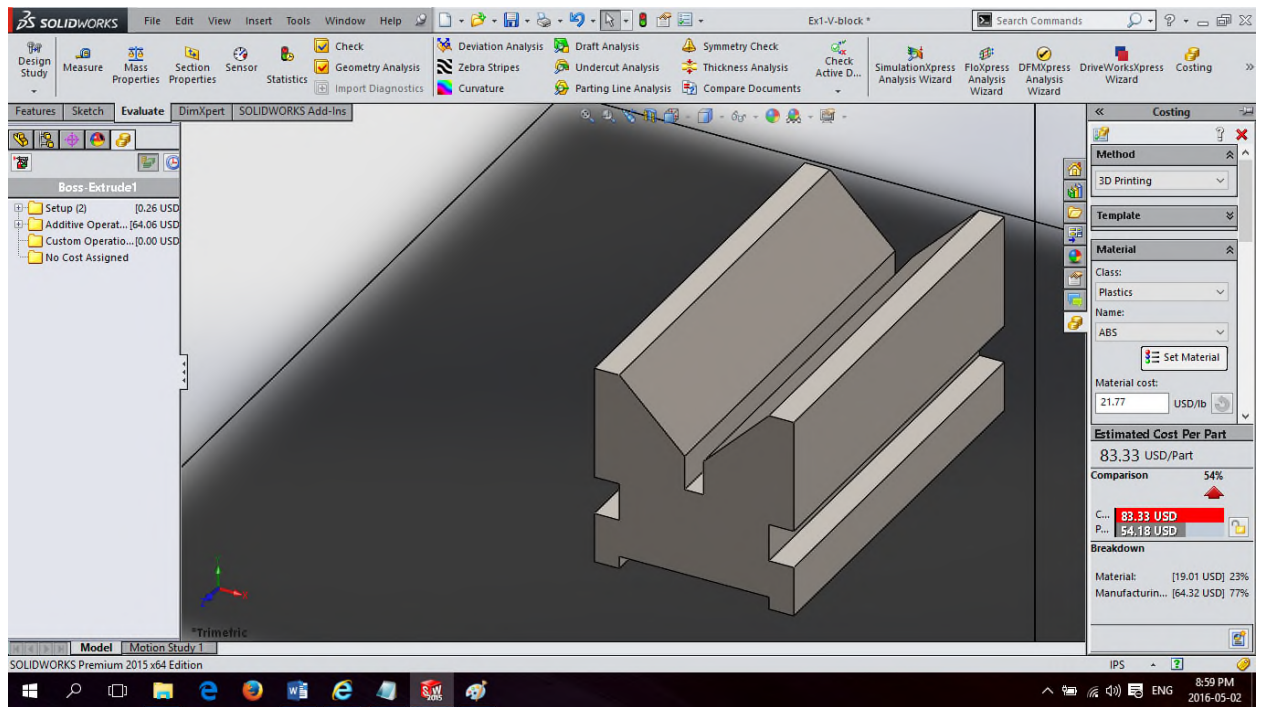 SOLIDWORKS File Edit View Insert Tools Window Help Ex1-V-block * Search Commands
Design Study
Measure
Mass Properties
Section Properties
Sensor
Statistics
Check
Geometry Analysis
Import Diagnostics
Deviation Analysis
Zebra Stripes
Curvature
Draft Analysis
Undercut Analysis
Parting Line Analysis
Symmetry Check
Thickness Analysis
Compare Documents
Check Active D...
SimulationXpress Analysis Wizard
FloXpress Analysis Wizard
DFMXpress Analysis Wizard
DriveWorksXpress Wizard
Costing
Features Sketch Evaluate DimXpert SOLIDWORKS Add-Ins
Boss-Extrude1
Setup (2) [0.26 USD
Additive Operat... [64.06 USD
Custom Operatio... [0.00 USD
No Cost Assigned
*Trimetric
Costing
Method
3D Printing
Template
Material
Class:
Plastics
Name:
ABS
Set Material
Material cost:
21.77 USD/lb
Estimated Cost Per Part
83.33 USD/Part
Comparison 54%
C... 83.33 USD
P... 54.18 USD
Breakdown
Material: [19.01 USD] 23%
Manufacturin... [64.32 USD] 77%
Model Motion Study 1
SOLIDWORKS Premium 2015 x64 Edition IPS
ENG 8:59 PM
2016-05-02